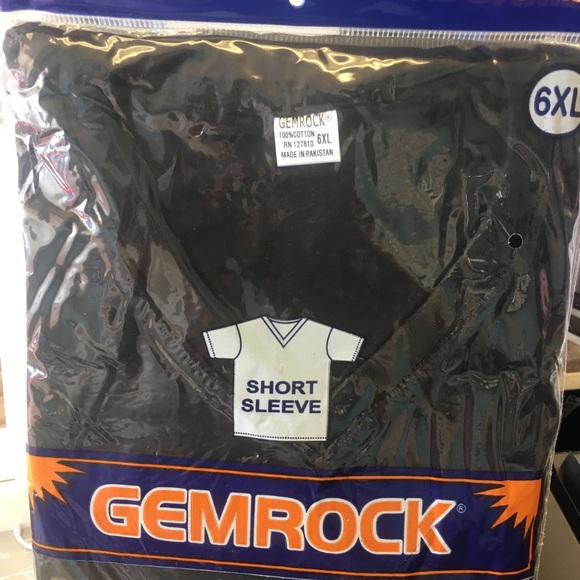 6XL
GEMROCK®
100%COTTON
RN 127810 6XL
MADE IN PAKISTAN
SHORT
SLEEVE
GEMROCK®